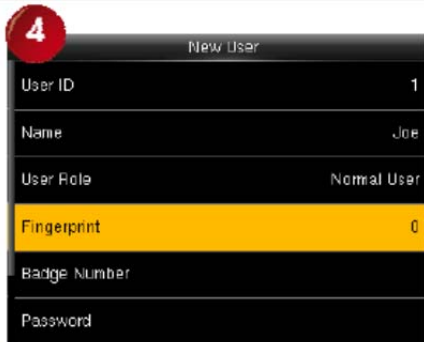 4
New User
User ID 1
Name Joe
User Role Normal User
Fingerprint 0
Badge Number
Password